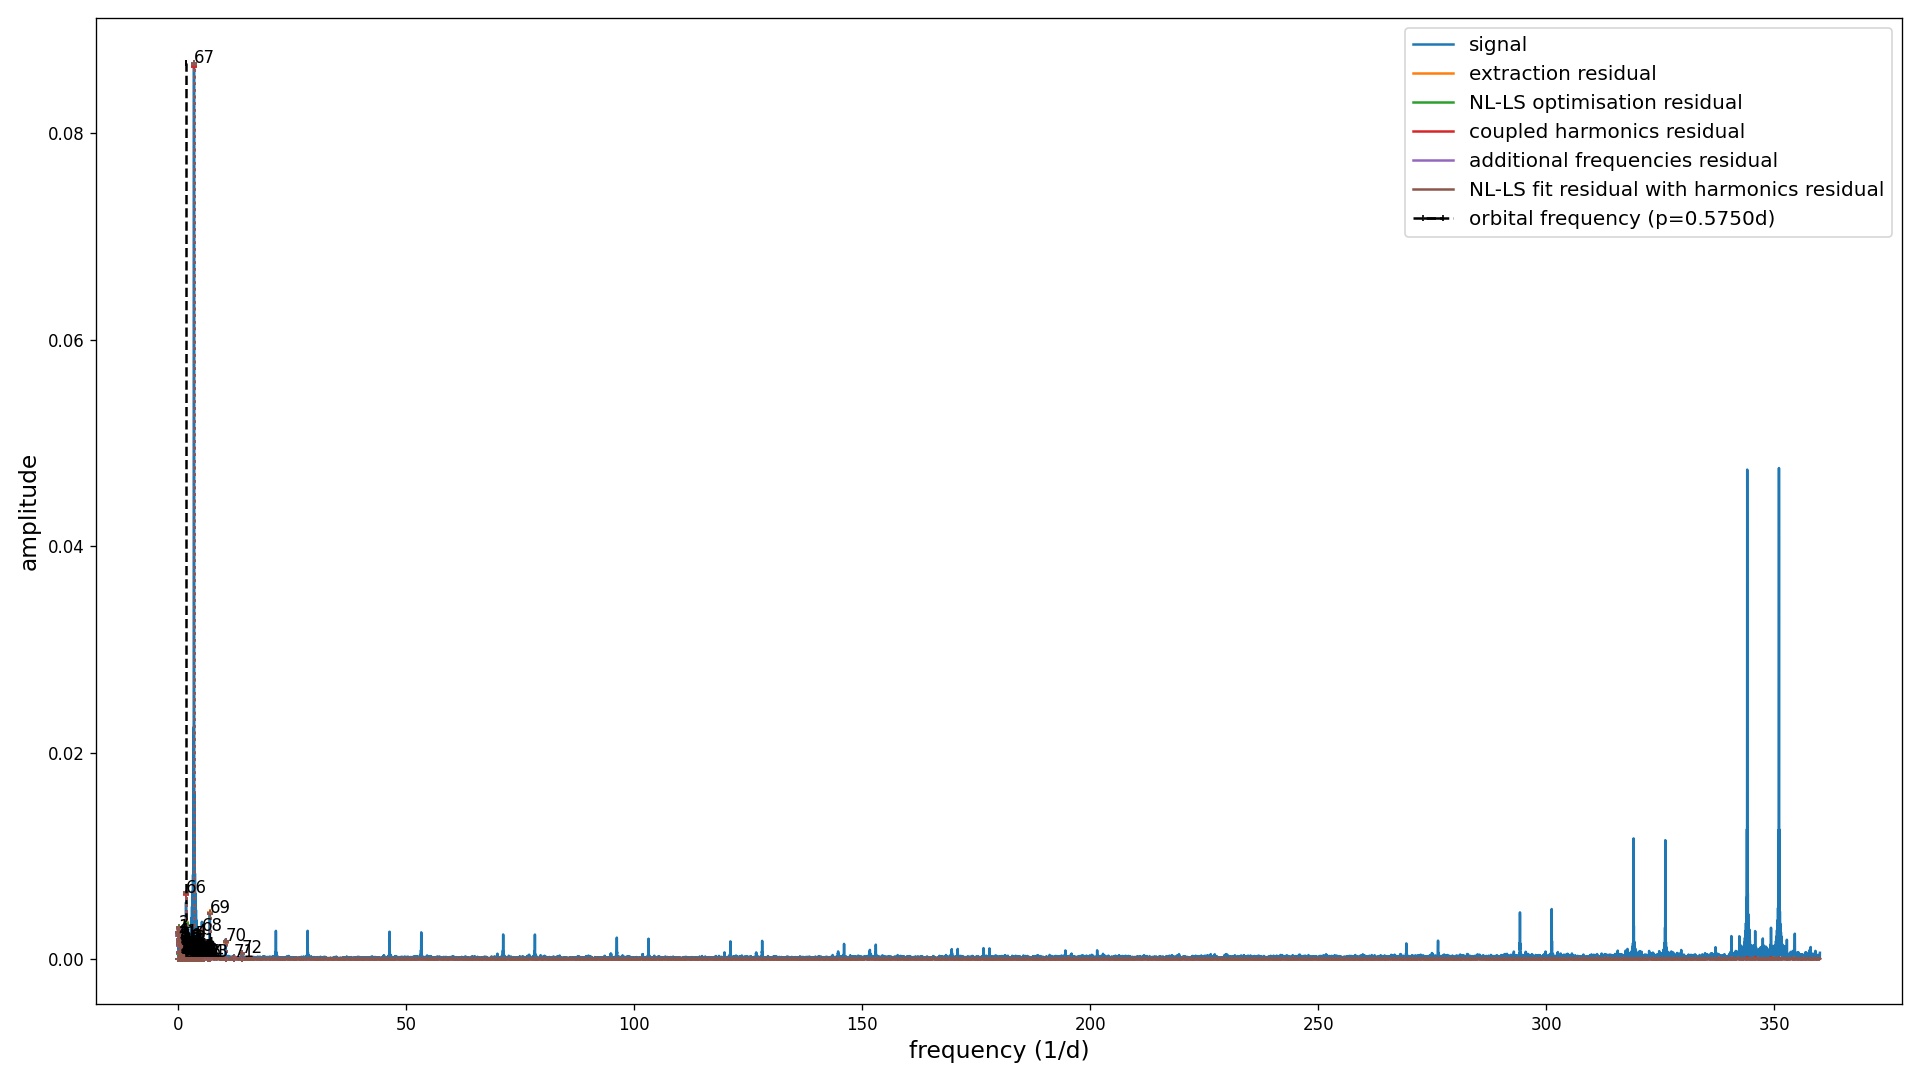 67
signal
extraction residual
NL-LS optimisation residual
coupled harmonics residual
additional frequencies residual
NL-LS fit residual with harmonics residual
orbital frequency (p=0.5750d)
0.08
0.06
0.04
0.02
0.00
amplitude
66
69
68
70
72
0
50
100
150
200
250
300
350
frequency (1/d)